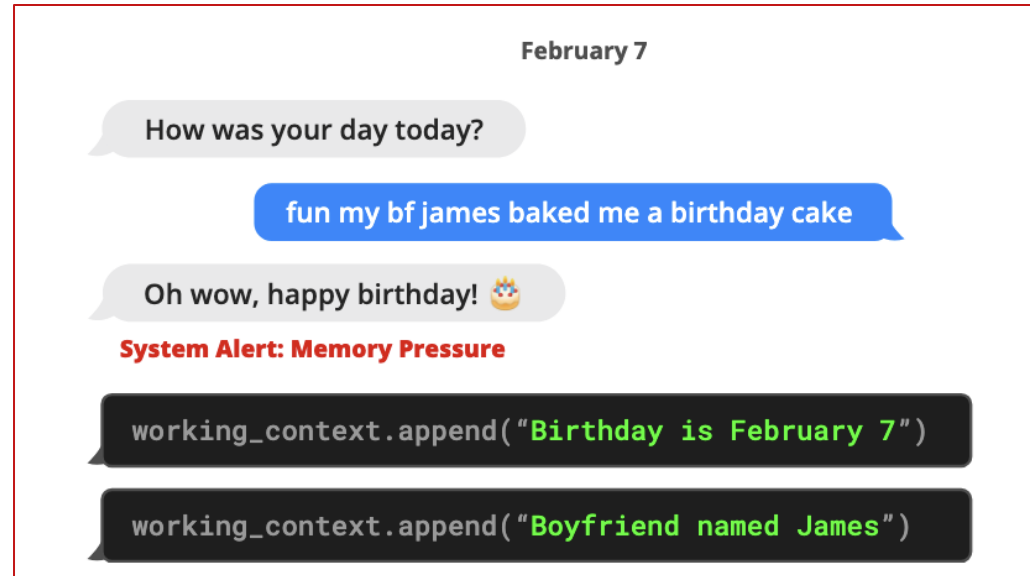 February 7
How was your day today?
fun my bf james baked me a birthday cake
Oh wow, happy birthday! 🎂
System Alert: Memory Pressure
working_context.append(“Birthday is February 7”)
working_context.append(“Boyfriend named James”)